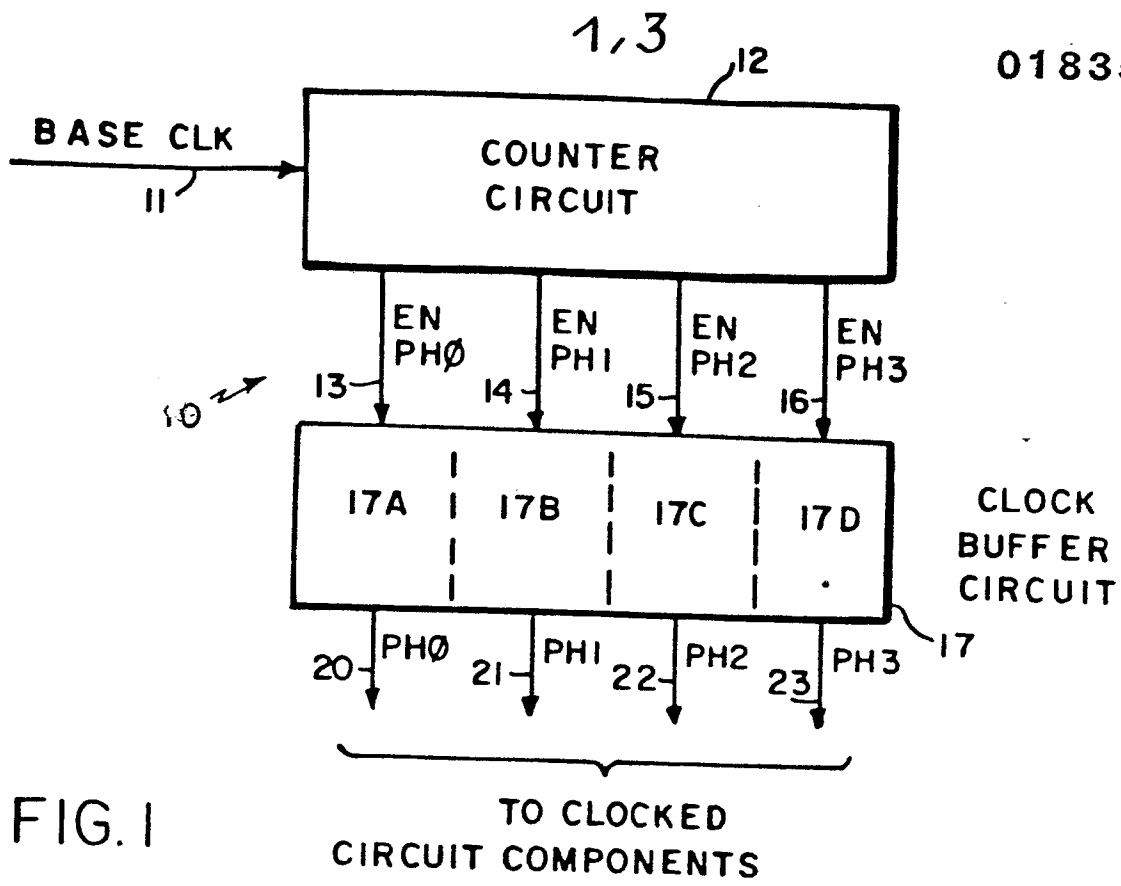 1,3
12
0183
BASE CLK
11
COUNTER
CIRCUIT
EN
PHØ
EN
PH1
EN
PH2
EN
PH3
13
14
15
16
10
17A
17B
17C
17D
CLOCK
BUFFER
CIRCUIT
17
PHØ
PH1
PH2
PH3
20
21
22
23
TO CLOCKED
CIRCUIT COMPONENTS
FIG. 1